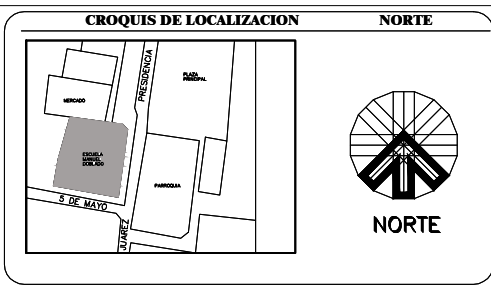 CROQUIS DE LOCALIZACION
NORTE
PRESIDENCIA
PLAZA
PRINCIPAL
MERCADO
ESCUELA
MANUEL
DOBLADO
PARROQUIA
5 DE MAYO
JUAREZ
NORTE